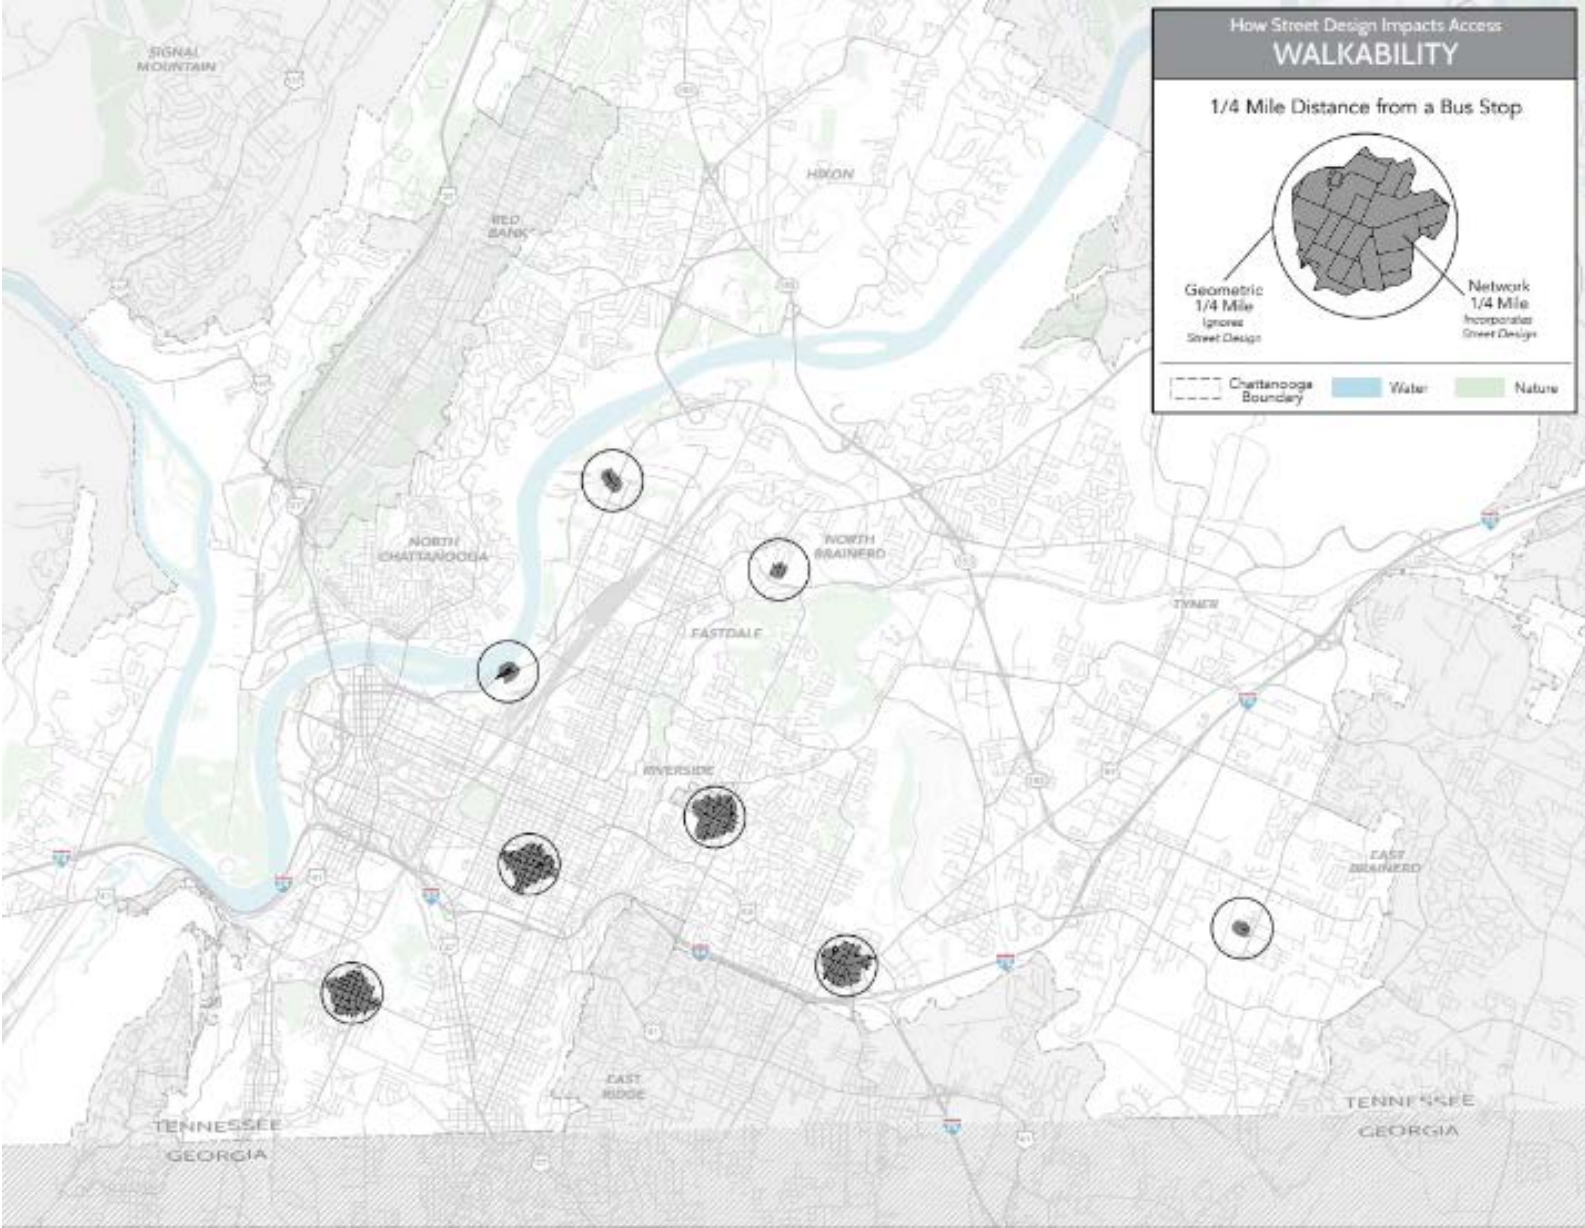 How Street Design Impacts Access
WALKABILITY
1/4 Mile Distance from a Bus Stop
Geometric
1/4 Mile
Ignores
Street Design
Network
1/4 Mile
Incorporates
Street Design
Chattanooga
Boundary
Water
Nature
SIGNAL
MOUNTAIN
HIXON
RED
BANK
NORTH
CHATTANOOGA
NORTH
BRAINERD
EASTDALE
TYNER
RIVERSIDE
EAST
BRAINERD
EAST
RIDGE
TENNESSEE
GEORGIA
TENNESSEE
GEORGIA